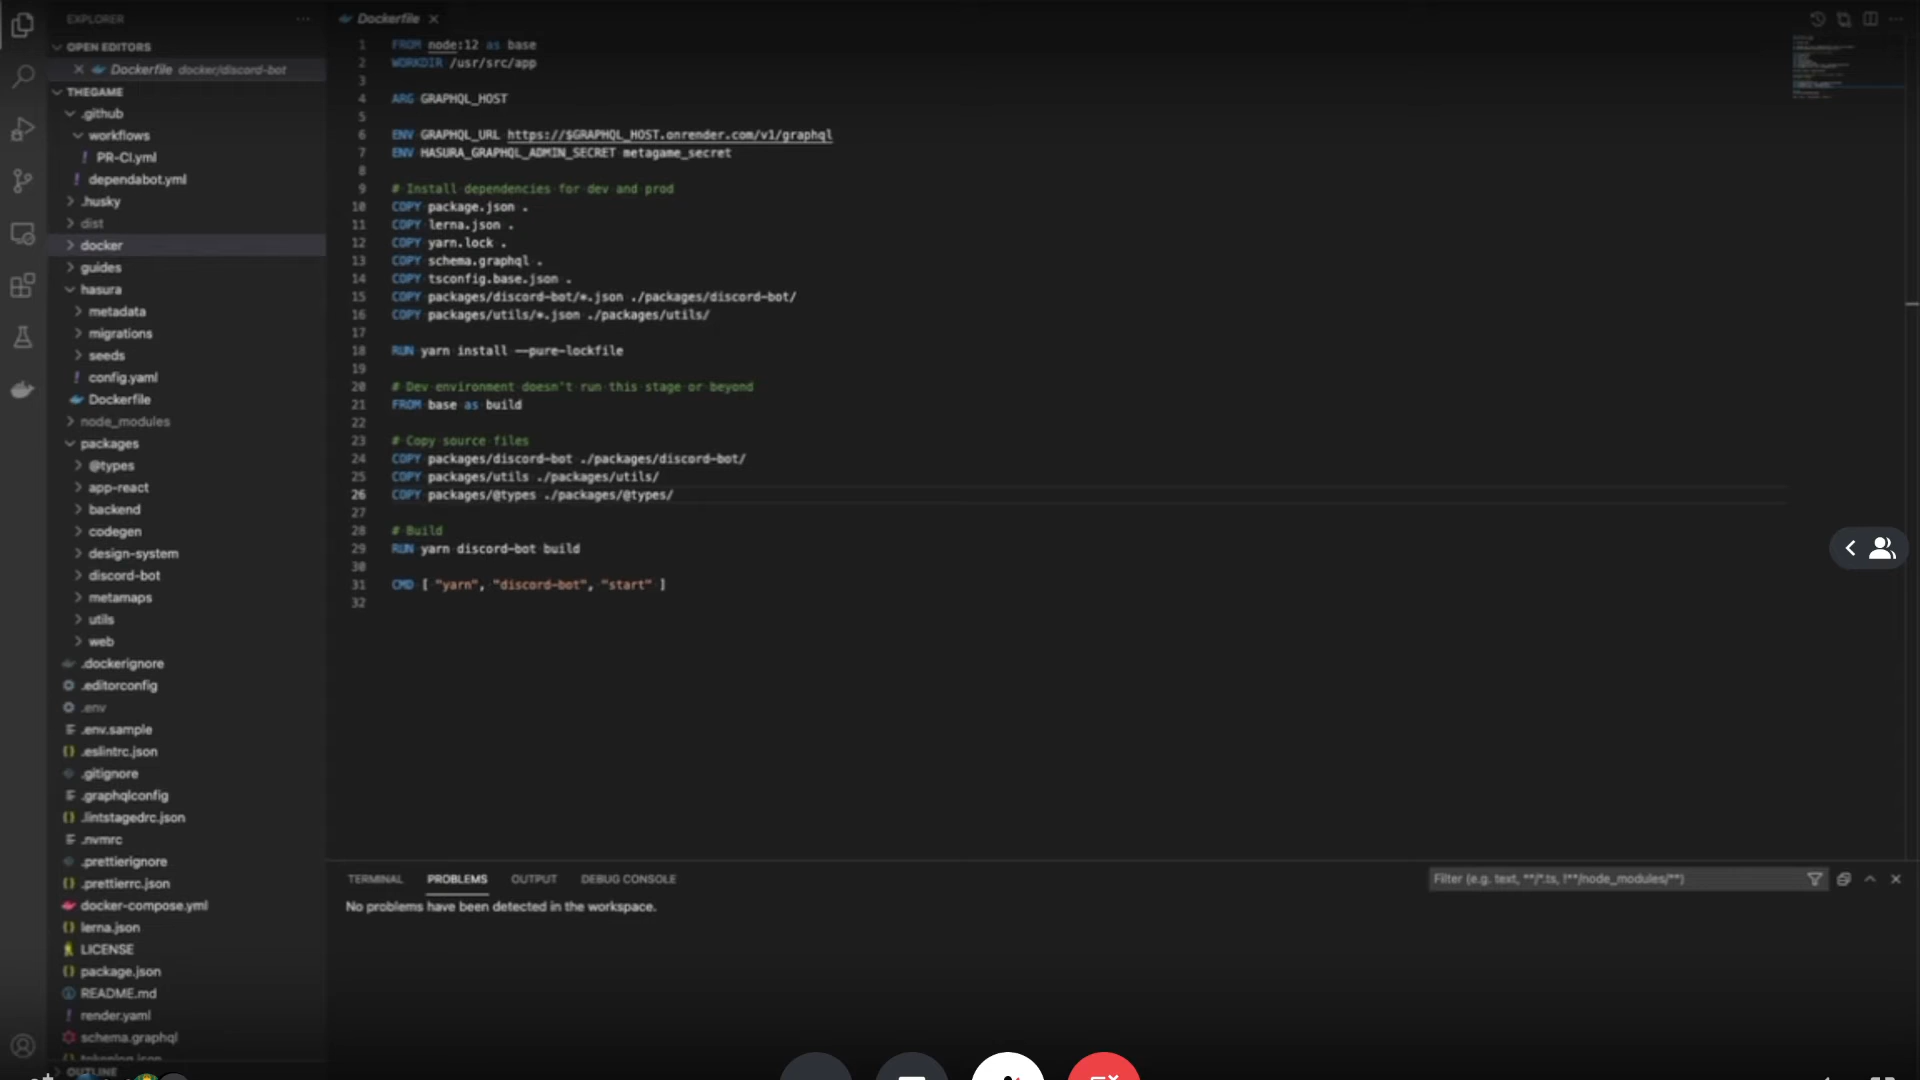 EXPLORER
OPEN EDITORS
Dockerfile docker/discord-bot
THEGAME
.github
workflows
PR-CI.yml
dependabot.yml
.husky
dist
docker
guides
hasura
metadata
migrations
seeds
config.yaml
Dockerfile
node_modules
packages
@types
app-react
backend
codegen
design-system
discord-bot
metamaps
utils
web
.dockerignore
.editorconfig
.env
.env.sample
.eslintrc.json
.gitignore
.graphqlconfig
.lintstagedrc.json
.nvmrc
.prettierignore
.prettierrc.json
docker-compose.yml
lerna.json
LICENSE
package.json
README.md
render.yaml
schema.graphql
OUTLINE
Dockerfile
1 FROM node:12 as base
2 WORKDIR /usr/src/app
3
4 ARG GRAPHQL_HOST
5
6 ENV GRAPHQL_URL https://$GRAPHQL_HOST.onrender.com/v1/graphql
7 ENV HASURA_GRAPHQL_ADMIN_SECRET metagame_secret
8
9 # Install dependencies for dev and prod
10 COPY package.json .
11 COPY lerna.json .
12 COPY yarn.lock .
13 COPY schema.graphql .
14 COPY tsconfig.base.json .
15 COPY packages/discord-bot/*.json ./packages/discord-bot/
16 COPY packages/utils/*.json ./packages/utils/
17
18 RUN yarn install --pure-lockfile
19
20 # Dev environment doesn't run this stage or beyond
21 FROM base as build
22
23 # Copy source files
24 COPY packages/discord-bot ./packages/discord-bot/
25 COPY packages/utils ./packages/utils/
26 COPY packages/@types ./packages/@types/
27
28 # Build
29 RUN yarn discord-bot build
30
31 CMD [ "yarn", "discord-bot", "start" ]
32
TERMINAL PROBLEMS OUTPUT DEBUG CONSOLE
Filter (e.g. text, **/*.ts, !**/node_modules/**)
No problems have been detected in the workspace.